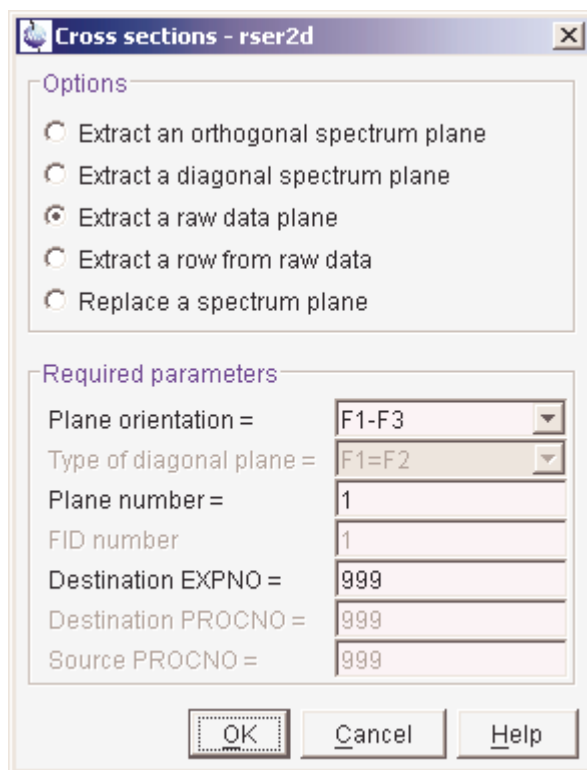 Cross sections - rser2d
Options
Extract an orthogonal spectrum plane
Extract a diagonal spectrum plane
Extract a raw data plane
Extract a row from raw data
Replace a spectrum plane
Required parameters
Plane orientation = F1-F3
Type of diagonal plane = F1=F2
Plane number = 1
FID number 1
Destination EXPNO = 999
Destination PROCNO = 999
Source PROCNO = 999
OK Cancel Help